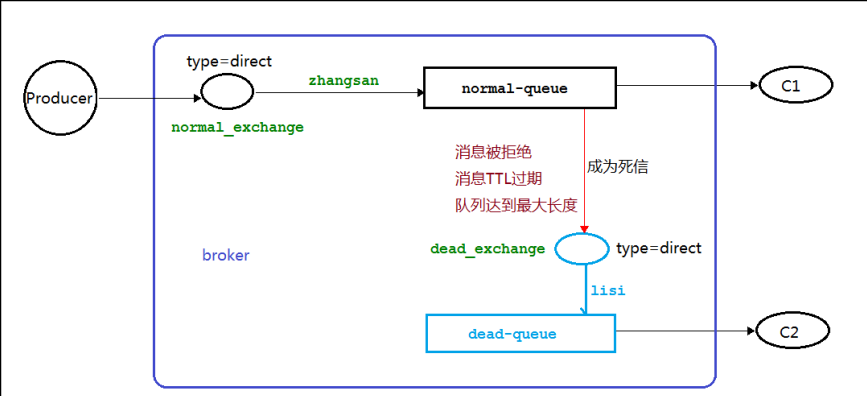 type=direct
zhangsan
Producer
normal-queue
C1
normal_exchange
消息被拒绝
消息TTL过期
队列达到最大长度
成为死信
broker
dead_exchange
type=direct
lisi
dead-queue
C2